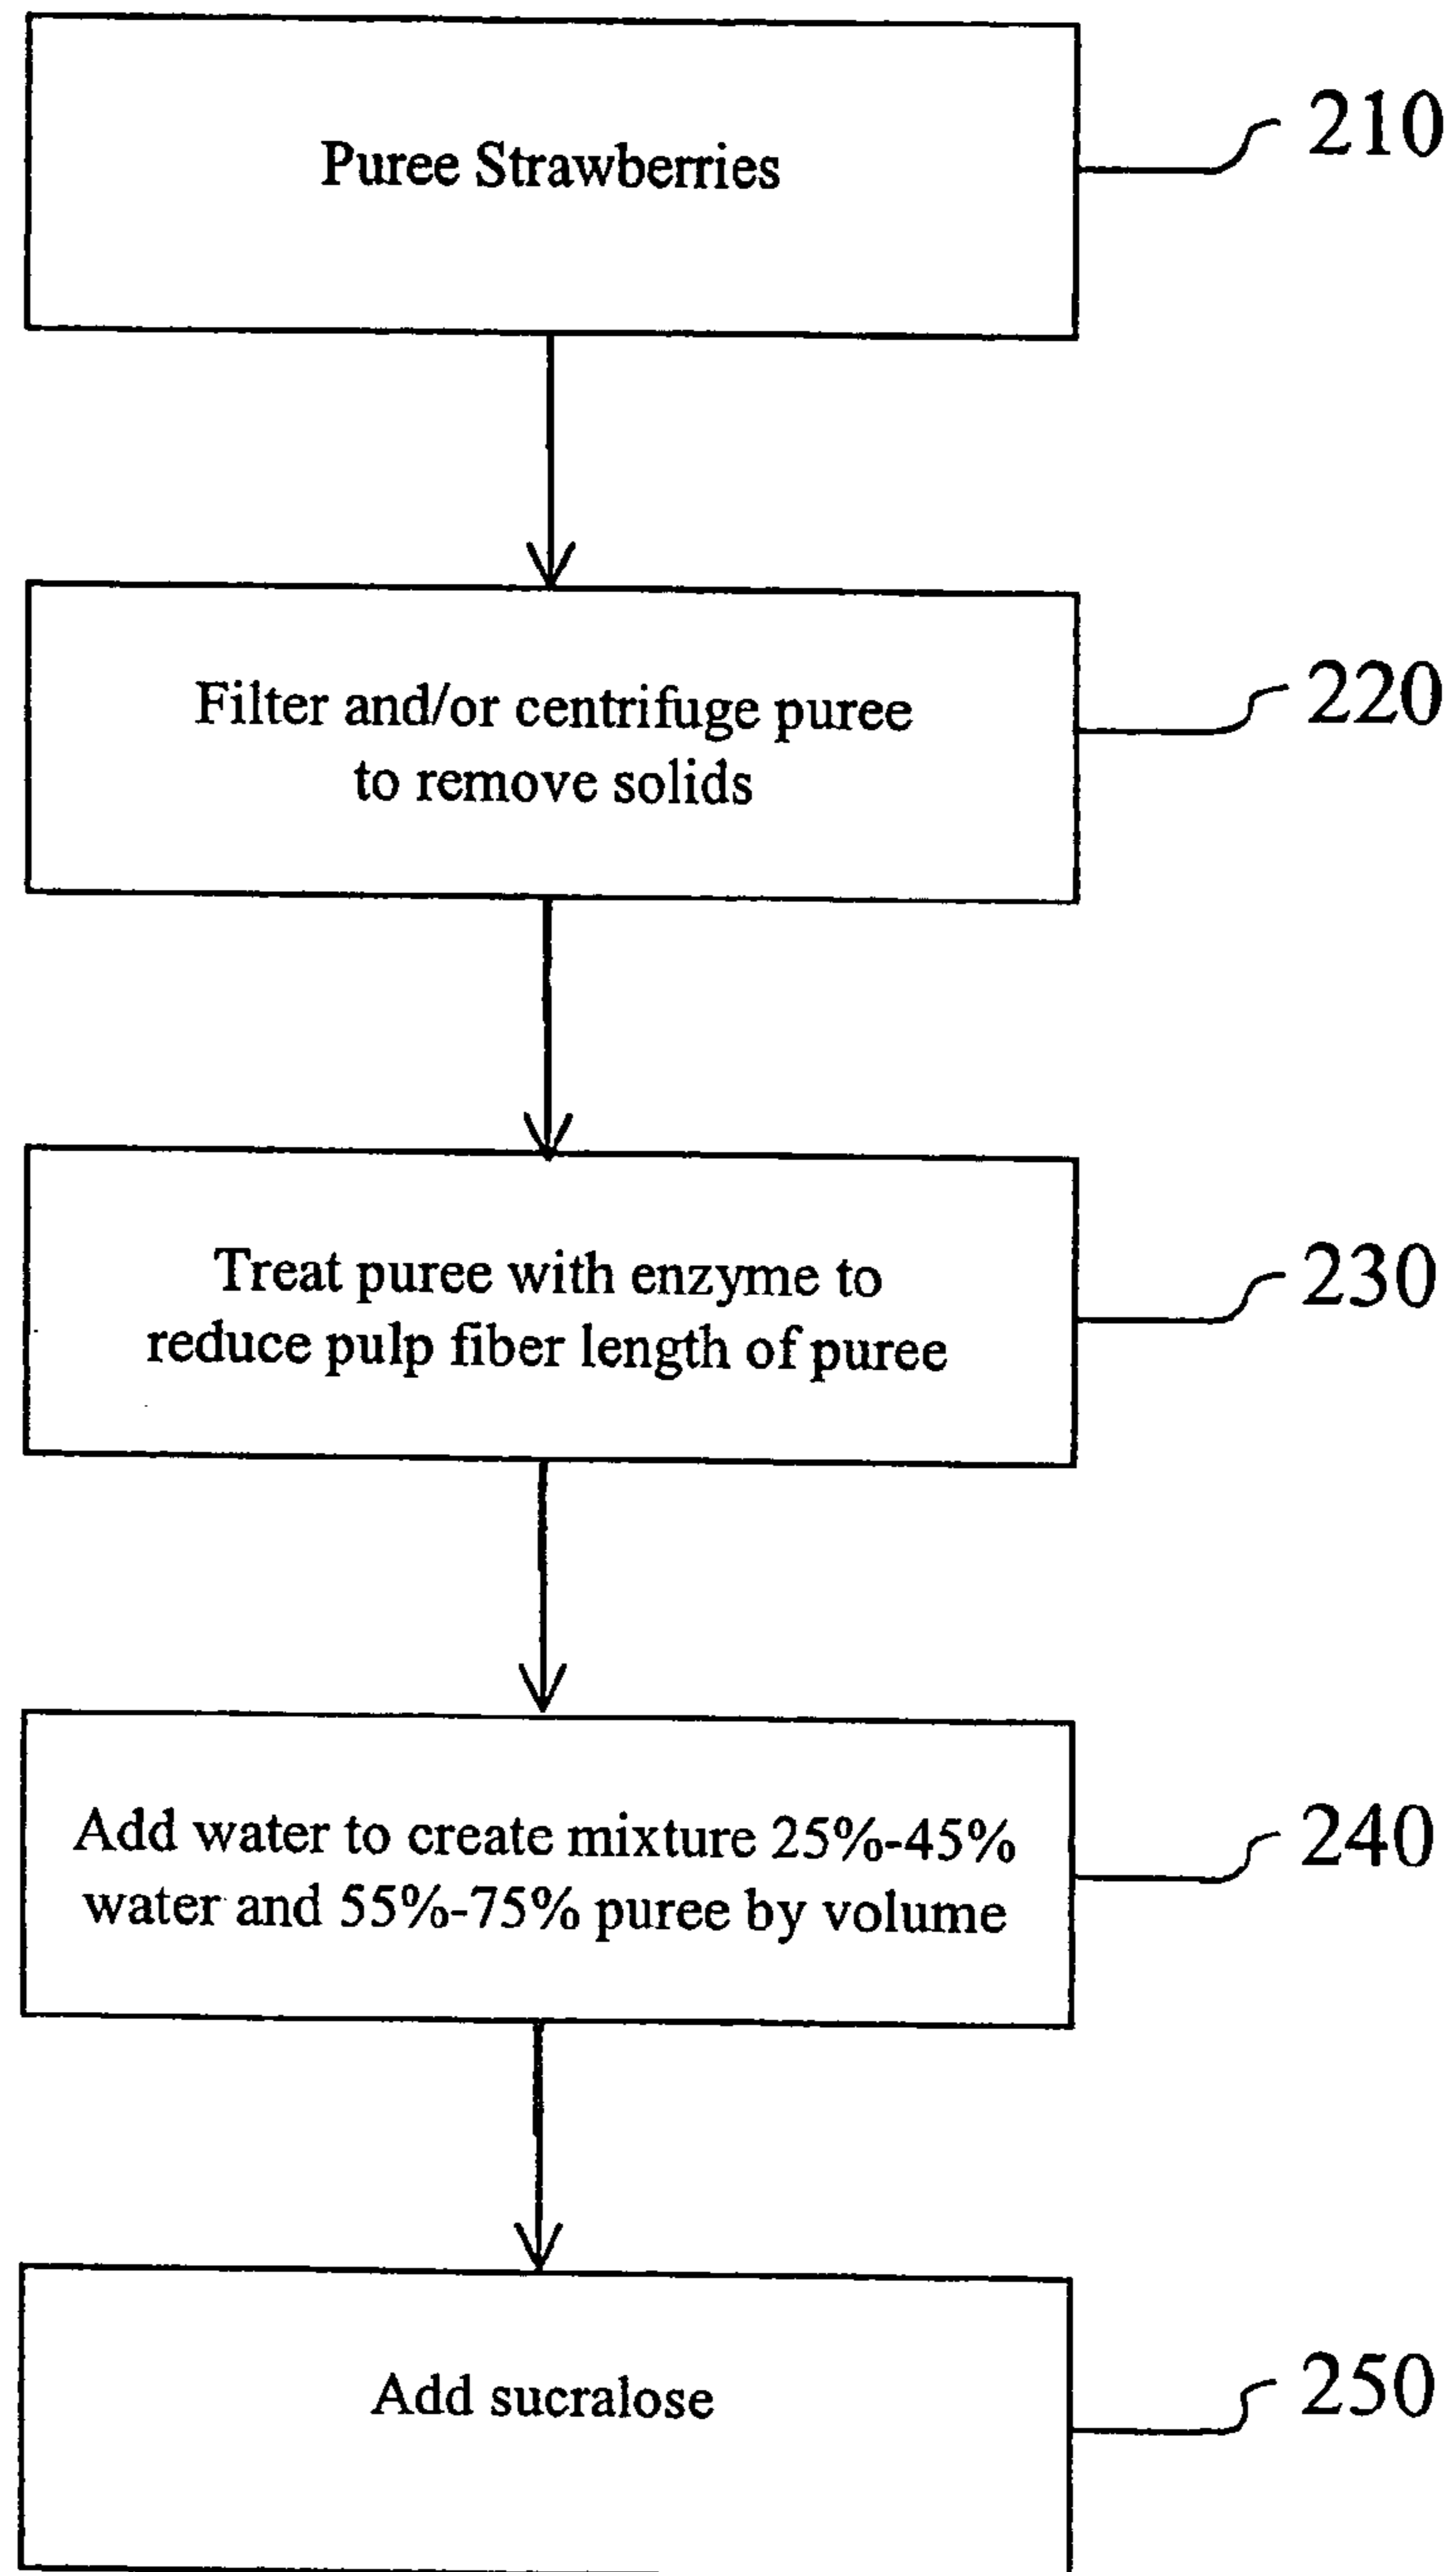 Puree Strawberries
210
Filter and/or centrifuge puree
to remove solids
220
Treat puree with enzyme to
reduce pulp fiber length of puree
230
Add water to create mixture 25%-45%
water and 55%-75% puree by volume
240
Add sucralose
250